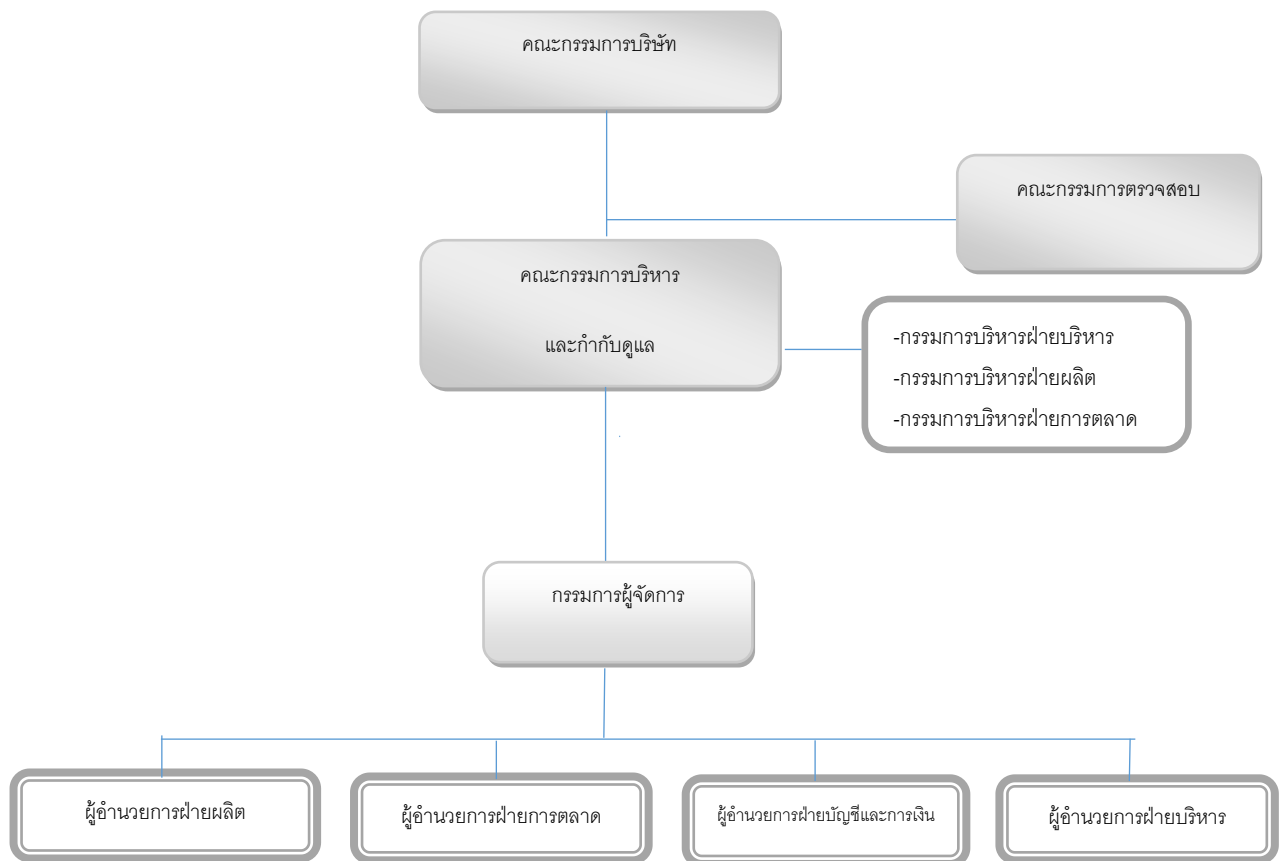 คณะกรรมการบริษัท
คณะกรรมการตรวจสอบ
คณะกรรมการบริหาร
และกำกับดูแล
-กรรมการบริหารฝ่ายบริหาร
-กรรมการบริหารฝ่ายผลิต
-กรรมการบริหารฝ่ายการตลาด
กรรมการผู้จัดการ
ผู้อำนวยการฝ่ายผลิต
ผู้อำนวยการฝ่ายการตลาด
ผู้อำนวยการฝ่ายบัญชีและการเงิน
ผู้อำนวยการฝ่ายบริหาร